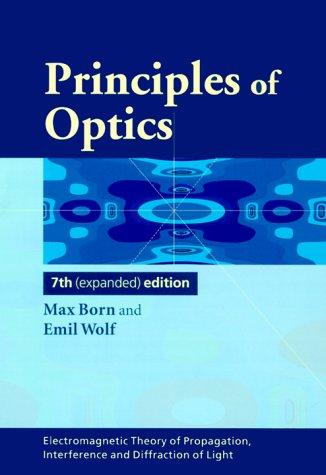 Principles of
Optics
7th (expanded) edition
Max Born and
Emil Wolf
Electromagnetic Theory of Propagation,
Interference and Diffraction of Light